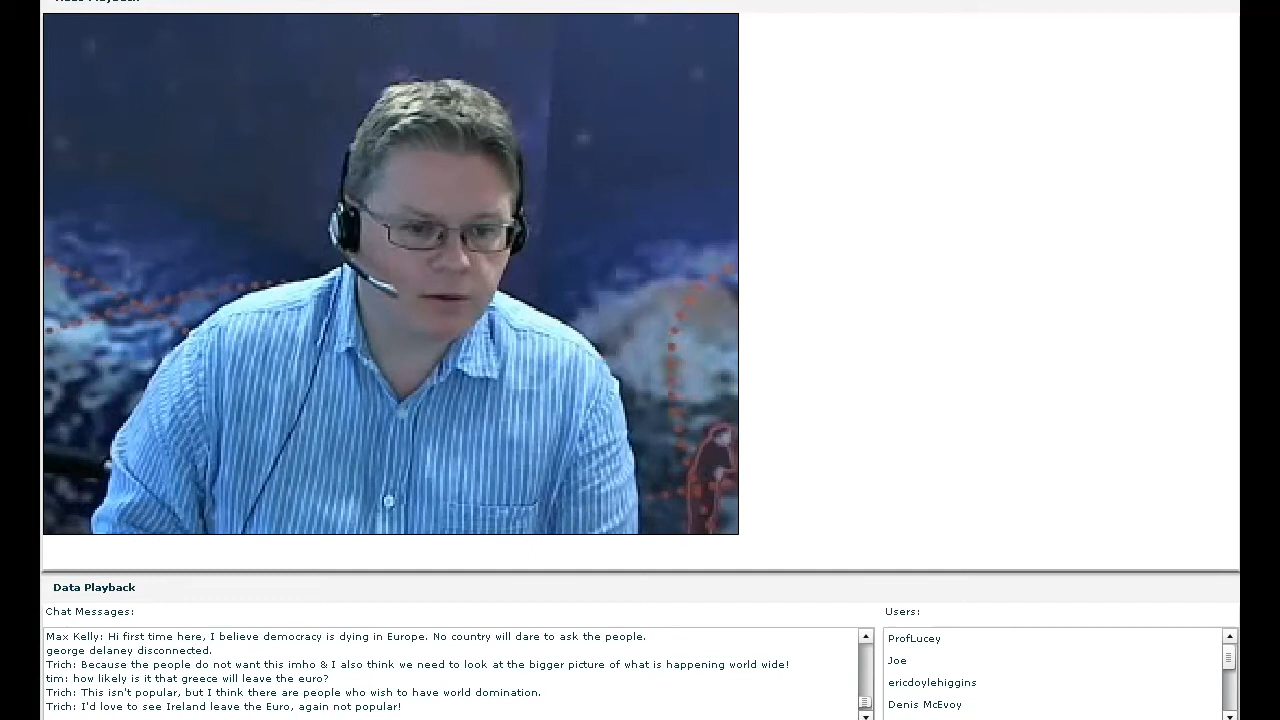 Data Playback
Chat Messages:
Max Kelly: Hi first time here, I believe democracy is dying in Europe. No country will dare to ask the people.
george delaney disconnected.
Trich: Because the people do not want this imho & I also think we need to look at the bigger picture of what is happening world wide!
tim: how likely is it that greece will leave the euro?
Trich: This isn't popular, but I think there are people who wish to have world domination.
Trich: I'd love to see Ireland leave the Euro, again not popular!
Users:
ProfLucey
Joe
ericdoylehiggins
Denis McEvoy